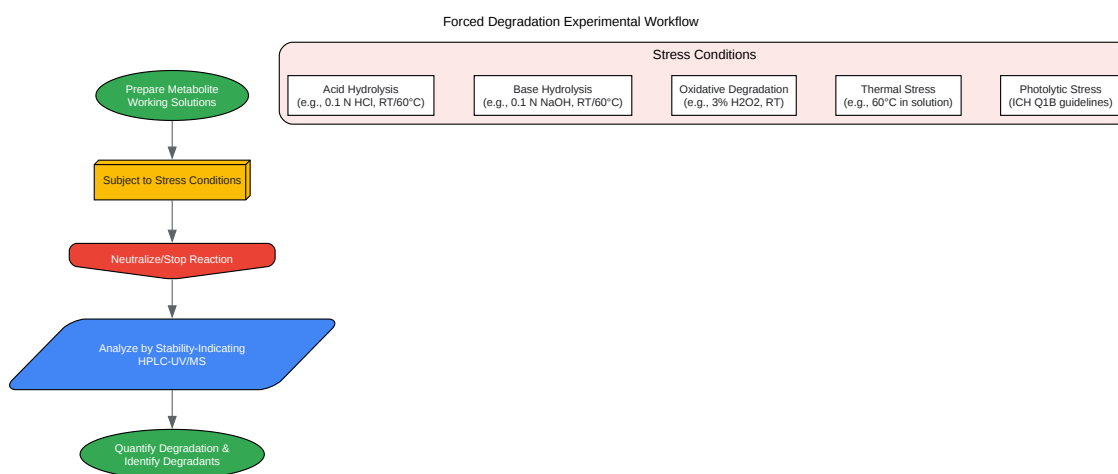 Forced Degradation Experimental Workflow
Stress Conditions
Acid Hydrolysis
(e.g., 0.1 N HCl, RT/60°C)
Base Hydrolysis
(e.g., 0.1 N NaOH, RT/60°C)
Oxidative Degradation
(e.g., 3% H2O2, RT)
Thermal Stress
(e.g., 60°C in solution)
Photolytic Stress
(ICH Q1B guidelines)
Prepare Metabolite
Working Solutions
Subject to Stress Conditions
Neutralize/Stop Reaction
Analyze by Stability-Indicating
HPLC-UV/MS
Quantify Degradation &
Identify Degradants